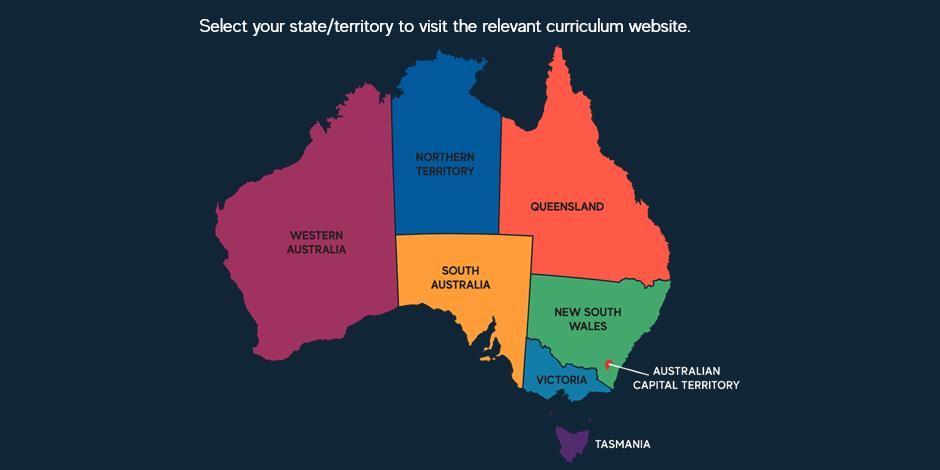 Select your state/territory to visit the relevant curriculum website.
NORTHERN
TERRITORY
QUEENSLAND
WESTERN
AUSTRALIA
SOUTH
AUSTRALIA
NEW SOUTH
WALES
AUSTRALIAN
CAPITAL TERRITORY
VICTORIA
TASMANIA